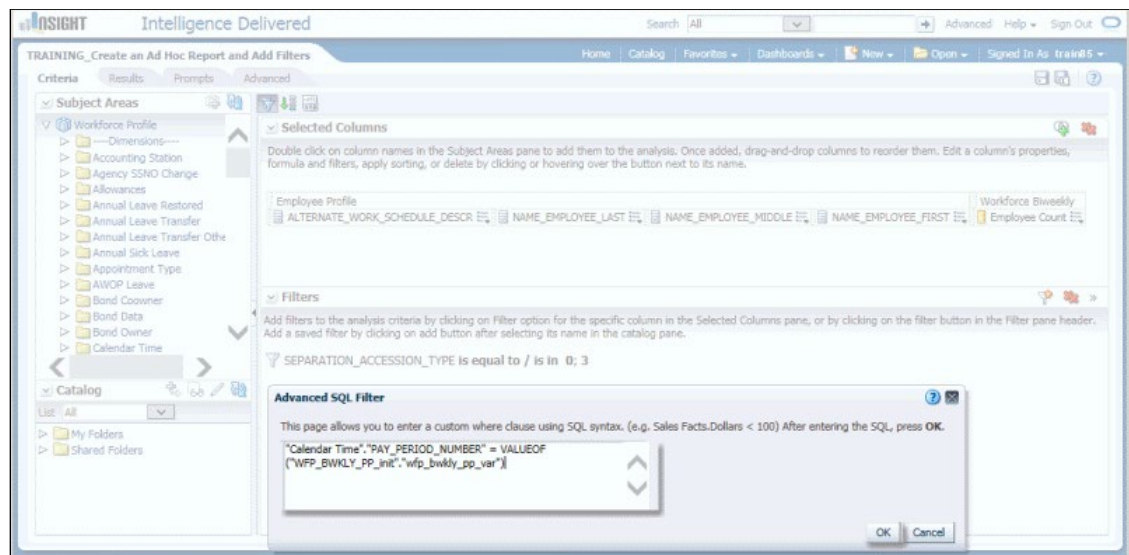 INSIGHT Intelligence Delivered Search All Advanced Help Sign Out
TRAINING_Create an Ad Hoc Report and Add Filters Home Catalog Favorites Dashboards New Open Signed In As train85
Criteria Results Prompts Advanced
Subject Areas
Workforce Profile
----Dimensions----
Accounting Station
Agency SSNO Change
Allowances
Annual Leave Restored
Annual Leave Transfer
Annual Leave Transfer Othe
Annual Sick Leave
Appointment Type
AWOP Leave
Bond Coowner
Bond Data
Bond Owner
Calendar Time
Catalog
List All
My Folders
Shared Folders
Selected Columns
Double click on column names in the Subject Areas pane to add them to the analysis. Once added, drag-and-drop columns to reorder them. Edit a column's properties,
formula and filters, apply sorting, or delete by clicking or hovering over the button next to its name.
Employee Profile Workforce Biweekly
ALTERNATE_WORK_SCHEDULE_DESCR NAME_EMPLOYEE_LAST NAME_EMPLOYEE_MIDDLE NAME_EMPLOYEE_FIRST Employee Count
Filters
Add filters to the analysis criteria by clicking on Filter option for the specific column in the Selected Columns pane, or by clicking on the filter button in the Filter pane header.
Add a saved filter by clicking on add button after selecting its name in the catalog pane.
SEPARATION_ACCESSION_TYPE is equal to / is in 0; 3
Advanced SQL Filter
This page allows you to enter a custom where clause using SQL syntax. (e.g. Sales Facts.Dollars < 100) After entering the SQL, press OK.
"Calendar Time"."PAY_PERIOD_NUMBER" = VALUEOF
("WFP_BWKLY_PP_init"."wfp_bwkly_pp_var")
OK Cancel